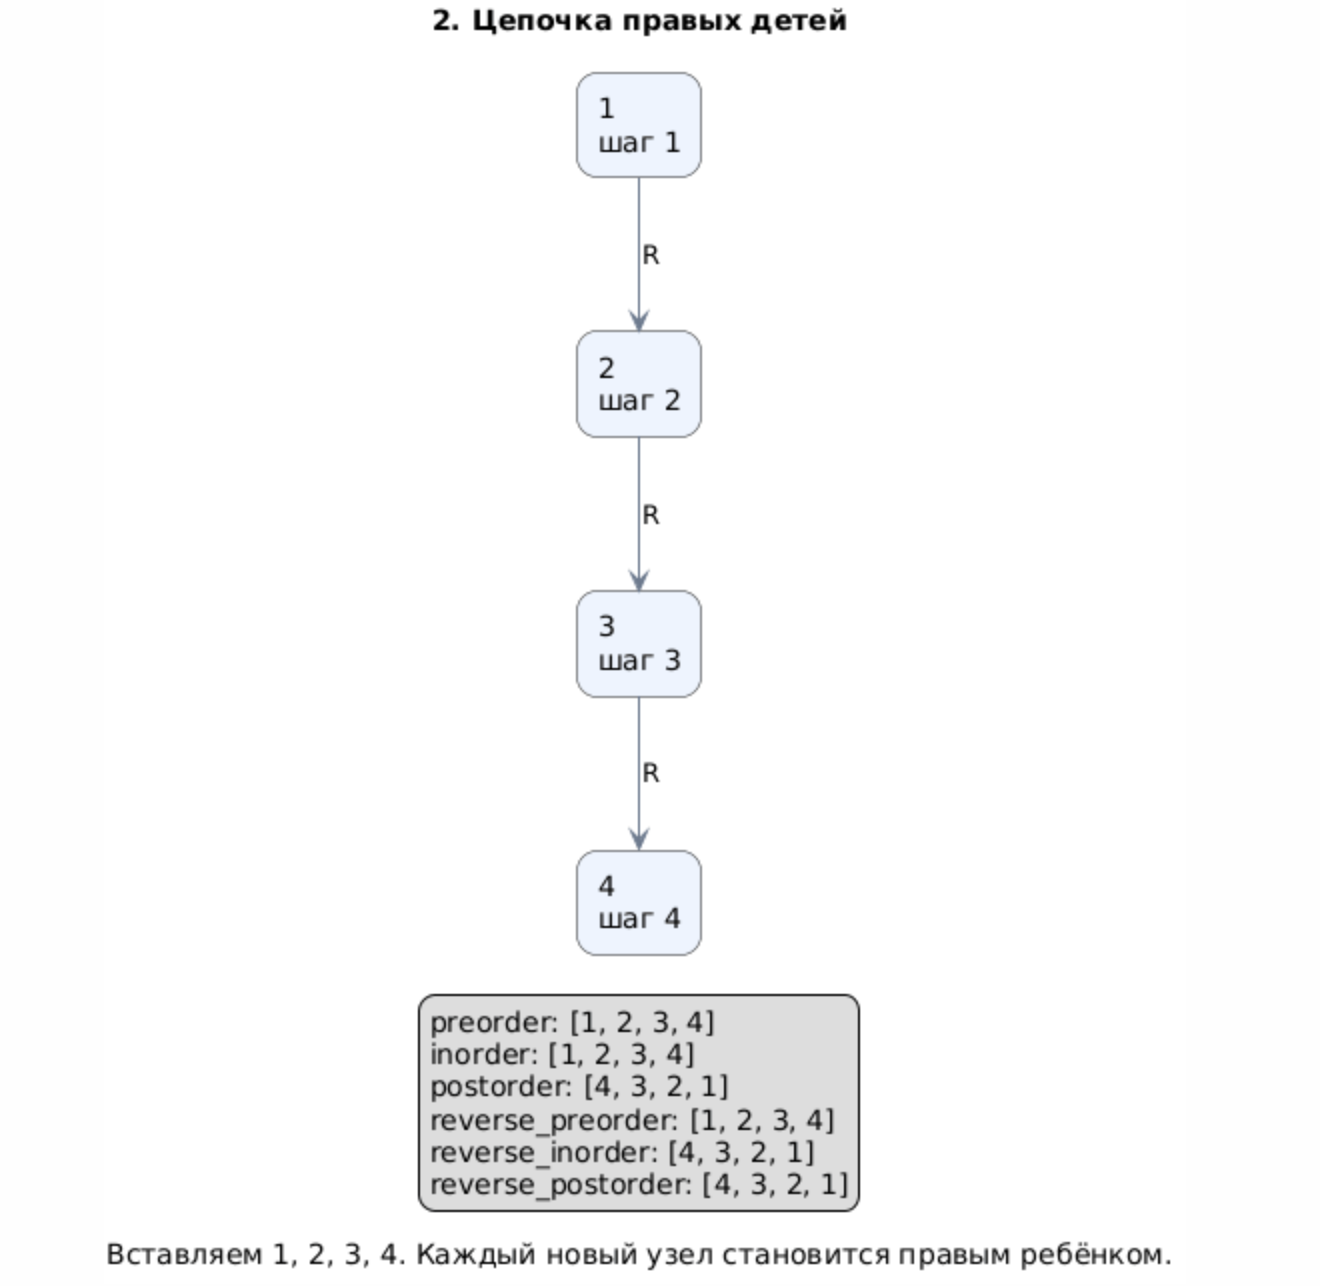 2. Цепочка правых детей
1
шаг 1
R
2
шаг 2
R
3
шаг 3
R
4
шаг 4
preorder: [1, 2, 3, 4]
inorder: [1, 2, 3, 4]
postorder: [4, 3, 2, 1]
reverse_preorder: [1, 2, 3, 4]
reverse_inorder: [4, 3, 2, 1]
reverse_postorder: [4, 3, 2, 1]
Вставляем 1, 2, 3, 4. Каждый новый узел становится правым ребёнком.